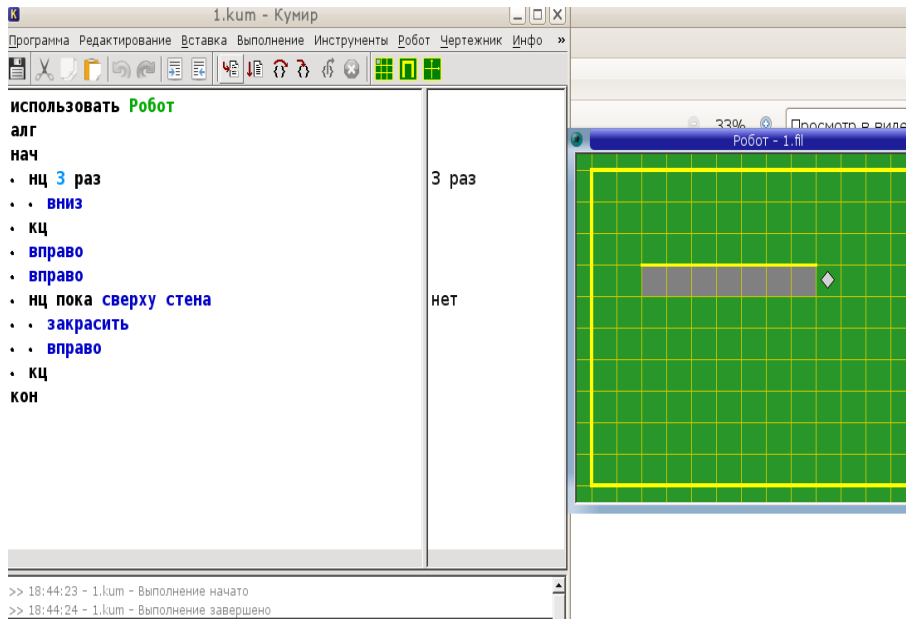 1.kum - Кумир
Программа Редактирование Вставка Выполнение Инструменты Робот Чертежник Инфо »
использовать Робот
алг
нач
нц 3 раз
3 раз
вниз
кц
вправо
вправо
нц пока сверху стена
нет
закрасить
вправо
кц
кон
>> 18:44:23 - 1.kum - Выполнение начато
>> 18:44:24 - 1.kum - Выполнение завершено
33%
Просмотр в виде
Робот - 1.fil